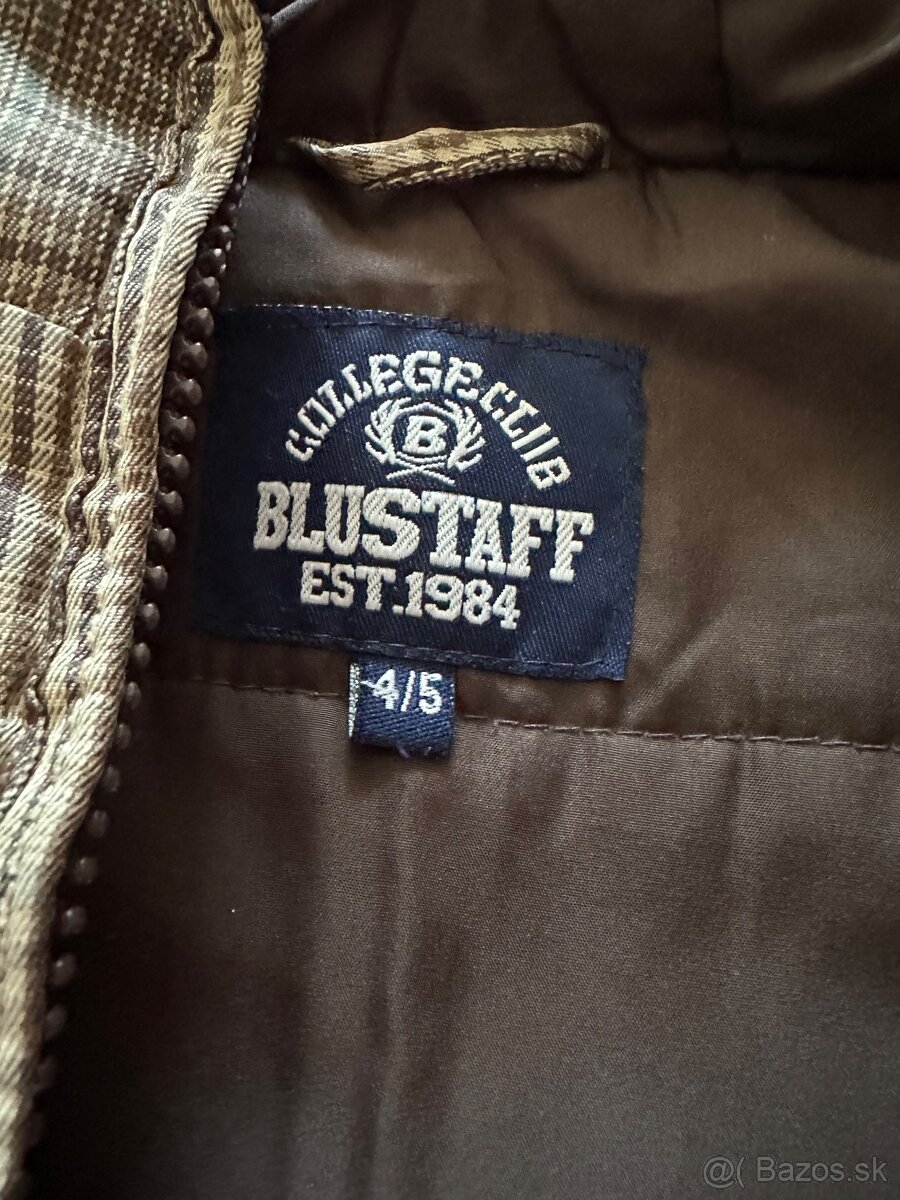 COLLEGE CLUB
B
BLUSTAFF
EST.1984
4/5
@( Bazos.sk